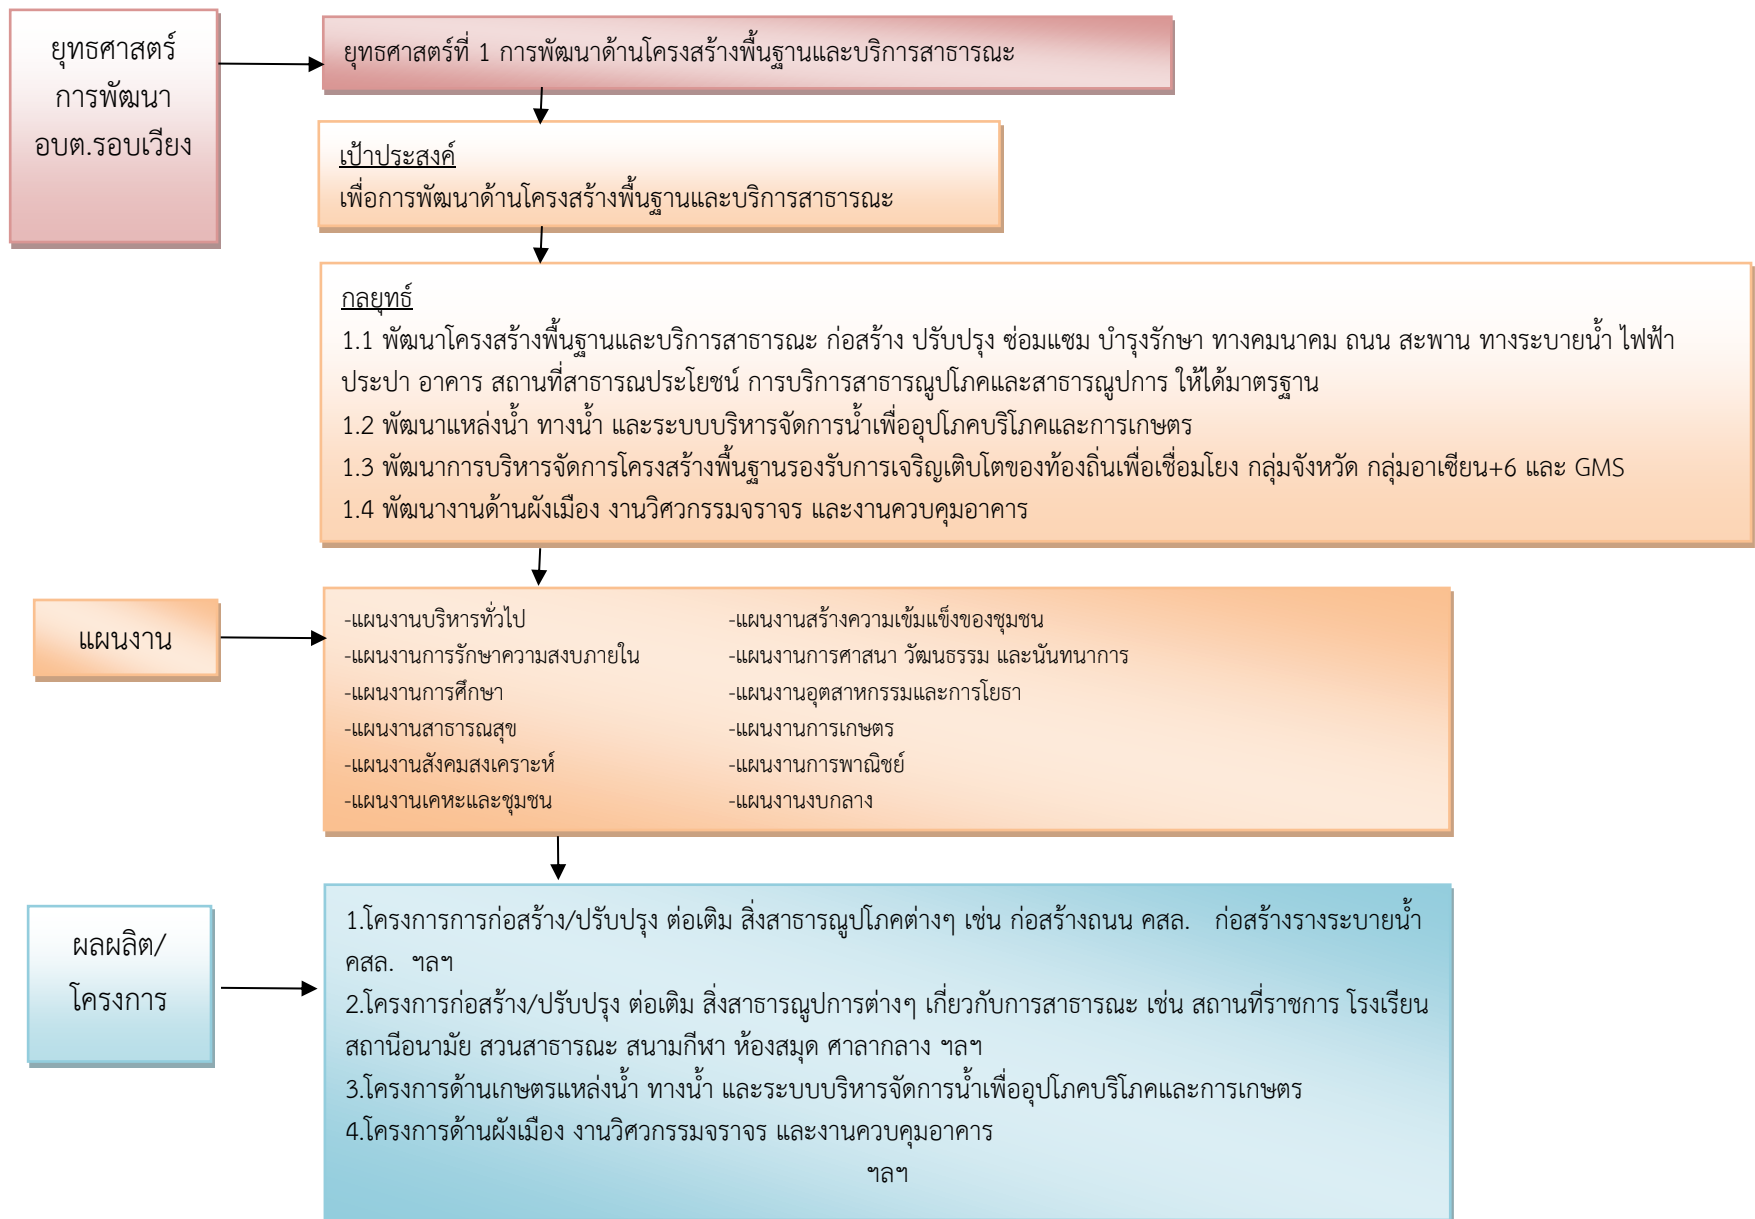 ยุทธศาสตร์
การพัฒนา
อบต.รอบเวียง
ยุทธศาสตร์ที่ 1 การพัฒนาด้านโครงสร้างพื้นฐานและบริการสาธารณะ
เป้าประสงค์
เพื่อการพัฒนาด้านโครงสร้างพื้นฐานและบริการสาธารณะ
กลยุทธ์
1.1 พัฒนาโครงสร้างพื้นฐานและบริการสาธารณะ ก่อสร้าง ปรับปรุง ซ่อมแซม บำรุงรักษา ทางคมนาคม ถนน สะพาน ทางระบายน้ำ ไฟฟ้า
ประปา อาคาร สถานที่สาธารณประโยชน์ การบริการสาธารณูปโภคและสาธารณูปการ ให้ได้มาตรฐาน
1.2 พัฒนาแหล่งน้ำ ทางน้ำ และระบบบริหารจัดการน้ำเพื่ออุปโภคบริโภคและการเกษตร
1.3 พัฒนาการบริหารจัดการโครงสร้างพื้นฐานรองรับการเจริญเติบโตของท้องถิ่นเพื่อเชื่อมโยง กลุ่มจังหวัด กลุ่มอาเซียน+6 และ GMS
1.4 พัฒนางานด้านผังเมือง งานวิศวกรรมจราจร และงานควบคุมอาคาร
แผนงาน
-แผนงานบริหารทั่วไป
-แผนงานการรักษาความสงบภายใน
-แผนงานการศึกษา
-แผนงานสาธารณสุข
-แผนงานสังคมสงเคราะห์
-แผนงานเคหะและชุมชน
-แผนงานสร้างความเข้มแข็งของชุมชน
-แผนงานการศาสนา วัฒนธรรม และนันทนาการ
-แผนงานอุตสาหกรรมและการโยธา
-แผนงานการเกษตร
-แผนงานการพาณิชย์
-แผนงานงบกลาง
ผลผลิต/
โครงการ
1.โครงการการก่อสร้าง/ปรับปรุง ต่อเติม สิ่งสาธารณูปโภคต่างๆ เช่น ก่อสร้างถนน คสล. ก่อสร้างรางระบายน้ำ
คสล. ฯลฯ
2.โครงการก่อสร้าง/ปรับปรุง ต่อเติม สิ่งสาธารณูปการต่างๆ เกี่ยวกับการสาธารณะ เช่น สถานที่ราชการ โรงเรียน
สถานีอนามัย สวนสาธารณะ สนามกีฬา ห้องสมุด ศาลากลาง ฯลฯ
3.โครงการด้านเกษตรแหล่งน้ำ ทางน้ำ และระบบบริหารจัดการน้ำเพื่ออุปโภคบริโภคและการเกษตร
4.โครงการด้านผังเมือง งานวิศวกรรมจราจร และงานควบคุมอาคาร
ฯลฯ